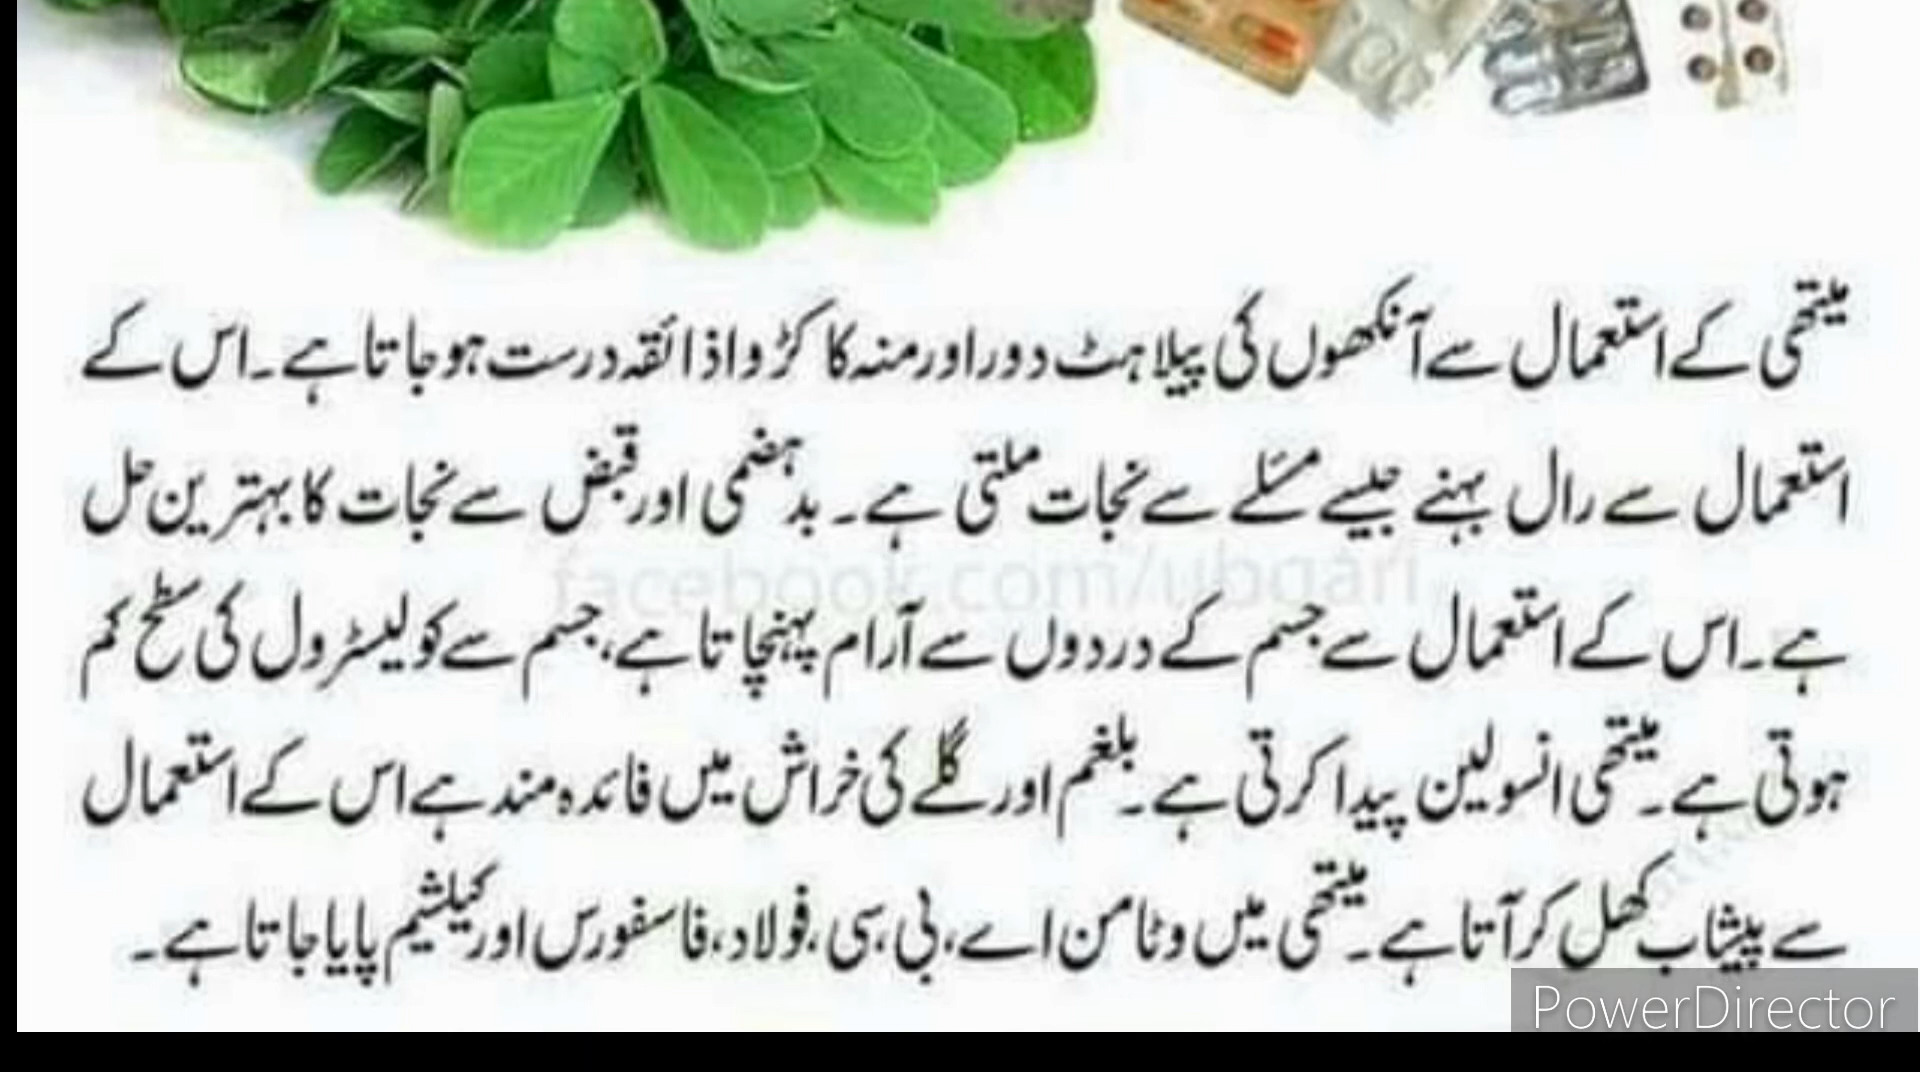 میتھی کے استعمال سے آنکھوں کی پیلاہٹ دور اور منہ کا کڑوا ذائقہ درست ہو جاتا ہے۔ اس کے
استعمال سے رال بہنے جیسے مسئلے سے نجات ملتی ہے۔ بدہضمی اور قبض سے نجات کا بہترین حل
facebook.com/ubqari
ہے۔ اس کے استعمال سے جسم کے دردوں سے آرام پہنچاتا ہے، جسم سے کولیسٹرول کی سطح کم
ہوتی ہے۔ میتھی انسولین پیدا کرتی ہے۔ بلغم اور گلے کی خراش میں فائدہ مند ہے اس کے استعمال
سے پیشاب کھل کر آتا ہے۔ میتھی میں وٹامن اے، بی، سی، فولاد، فاسفورس اور کیلشیم پایا جاتا ہے۔
PowerDirector